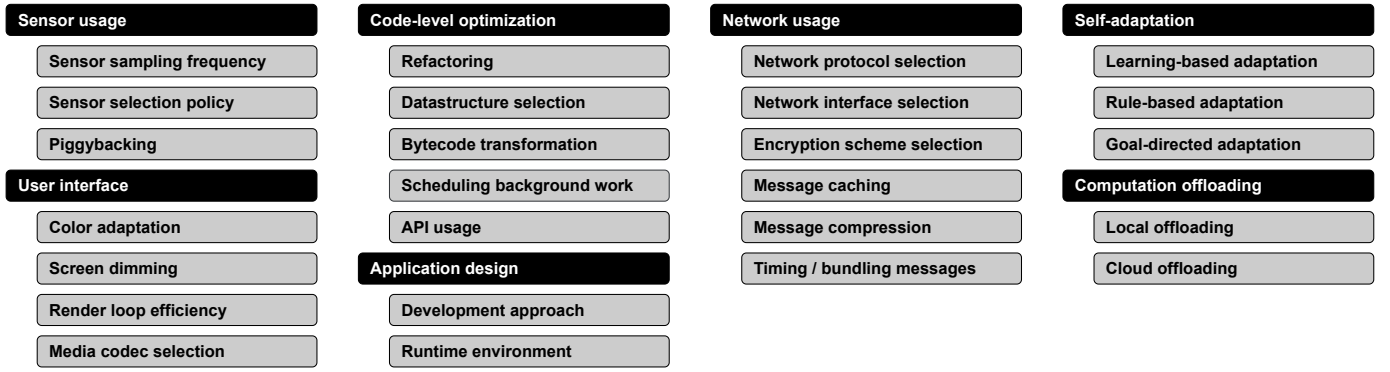 Sensor usage
Sensor sampling frequency
Sensor selection policy
Piggybacking
User interface
Color adaptation
Screen dimming
Render loop efficiency
Media codec selection
Code-level optimization
Refactoring
Datastructure selection
Bytecode transformation
Scheduling background work
API usage
Application design
Development approach
Runtime environment
Network usage
Network protocol selection
Network interface selection
Encryption scheme selection
Message caching
Message compression
Timing / bundling messages
Self-adaptation
Learning-based adaptation
Rule-based adaptation
Goal-directed adaptation
Computation offloading
Local offloading
Cloud offloading